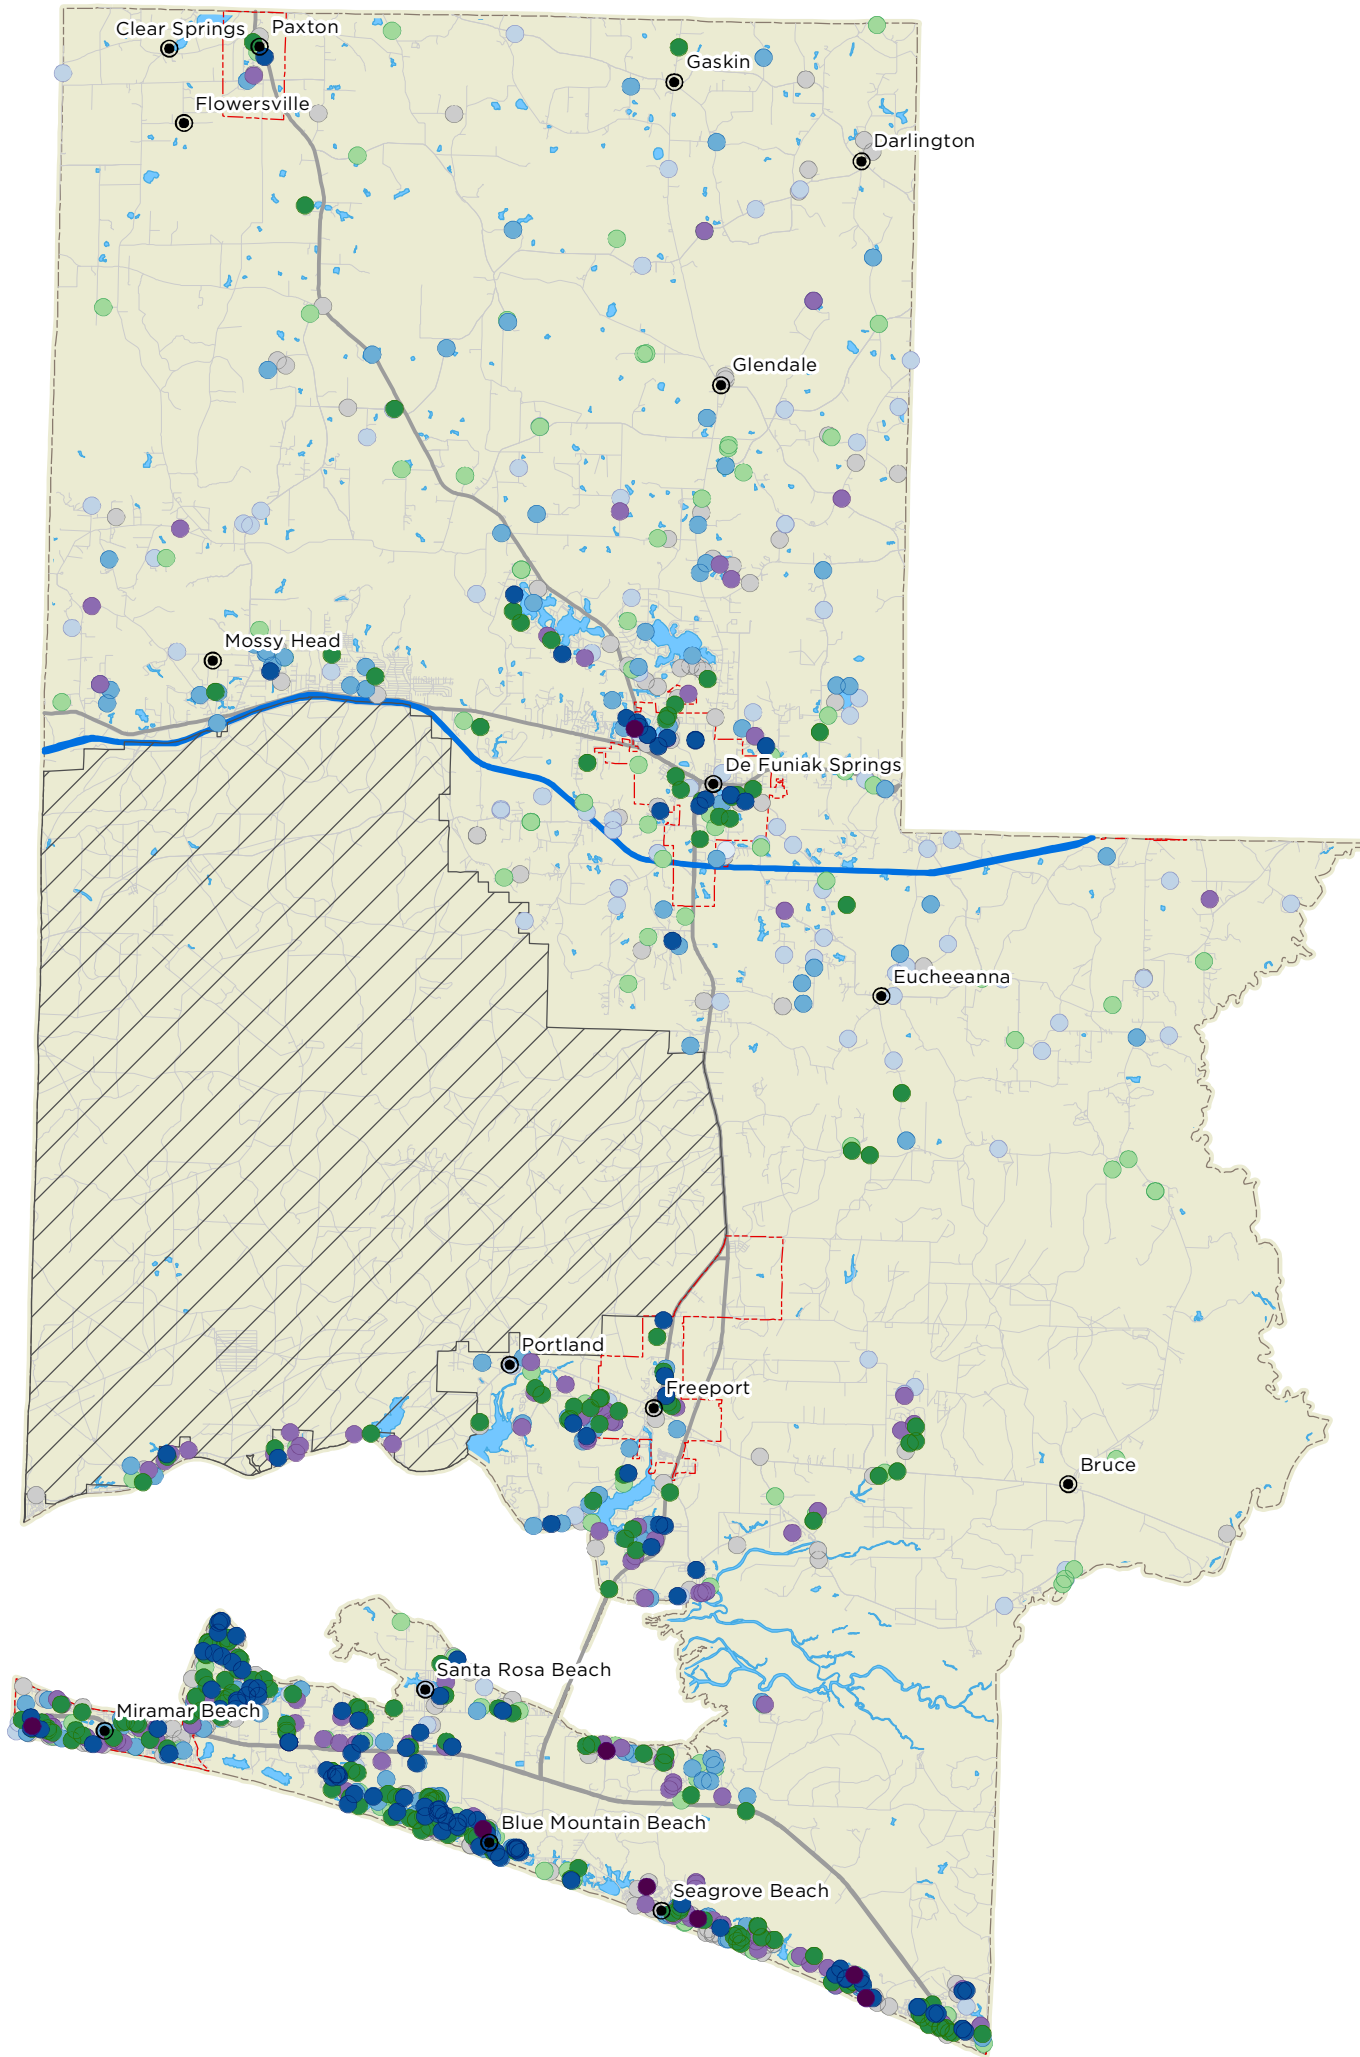 Clear Springs
Paxton
Gaskin
Flowersville
Darlington
Glendale
Mossy Head
De Funiak Springs
Eucheeanna
Portland
Freeport
Bruce
Santa Rosa Beach
Miramar Beach
Blue Mountain Beach
Seagrove Beach